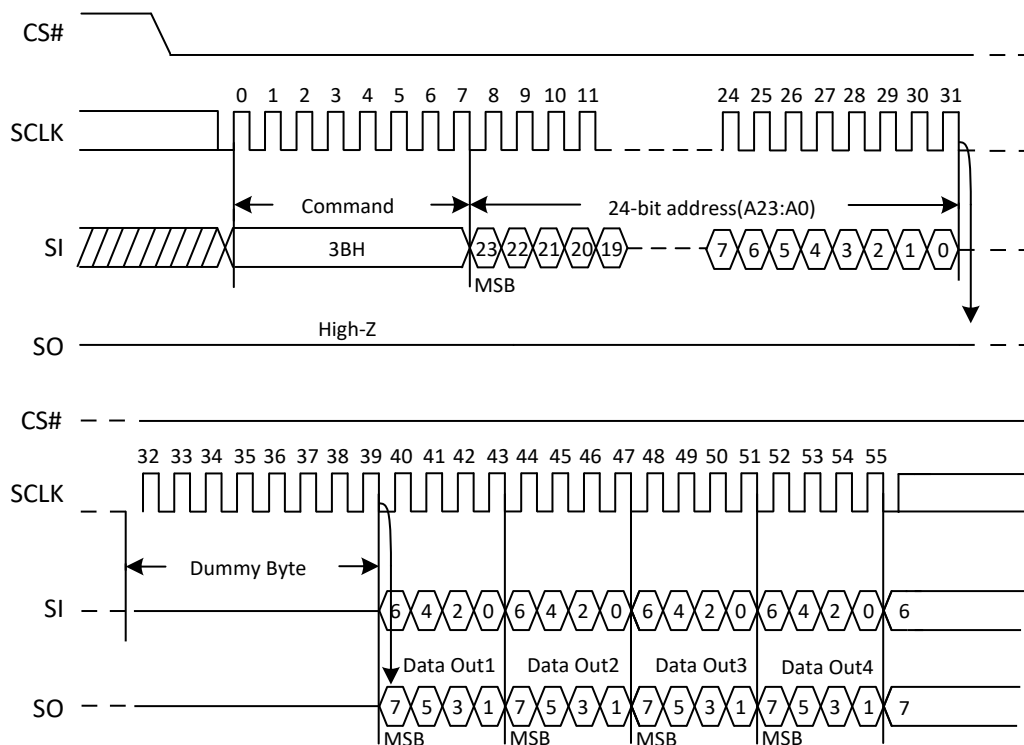 CS#
0 1 2 3 4 5 6 7 8 9 10 11 24 25 26 27 28 29 30 31
SCLK
Command 24-bit address(A23:A0)
SI 3BH 23 22 21 20 19 7 6 5 4 3 2 1 0
MSB
High-Z
SO
CS#
32 33 34 35 36 37 38 39 40 41 42 43 44 45 46 47 48 49 50 51 52 53 54 55
SCLK
Dummy Byte
SI 6 4 2 0 6 4 2 0 6 4 2 0 6 4 2 0 6
Data Out1 Data Out2 Data Out3 Data Out4
SO 7 5 3 1 7 5 3 1 7 5 3 1 7 5 3 1 7
MSB MSB MSB MSB